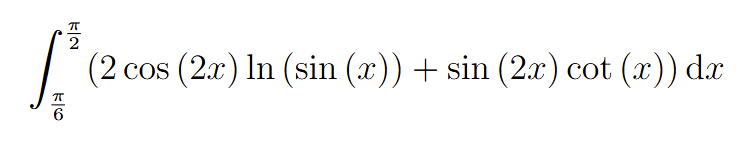 ∫_{π/6}^{π/2} (2 cos (2x) ln (sin (x)) + sin (2x) cot (x)) dx